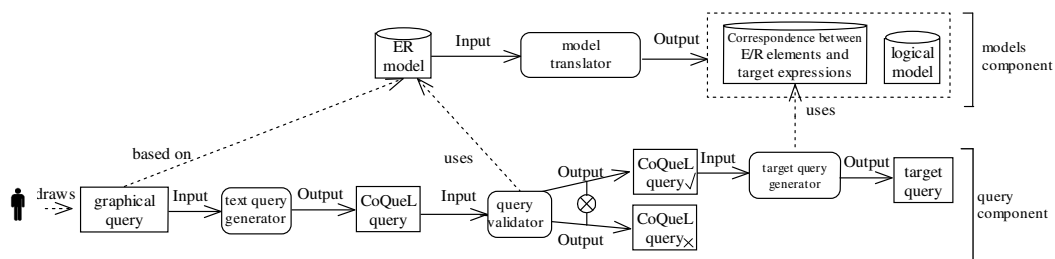 ER
model
Input
model
translator
Output
Correspondence between
E/R elements and
target expressions
logical
model
models
component
based on
uses
uses
draws
graphical
query
Input
text query
generator
Output
CoQueL
query
Input
query
validator
Output
Output
CoQueL
query✓
CoQueL
query×
Input
target query
generator
Output
target
query
query
component